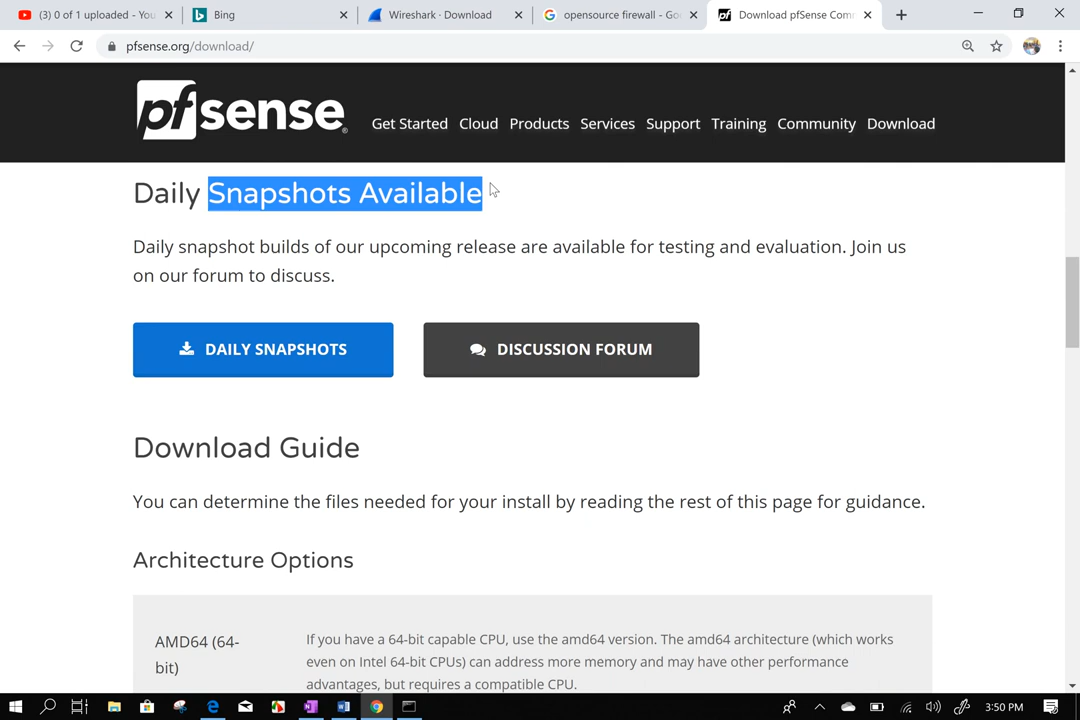 (3) 0 of 1 uploaded - You
Bing
Wireshark · Download
opensource firewall - Go
Download pfSense Com
pfsense.org/download/
pfsense
Get Started Cloud Products Services Support Training Community Download
Daily Snapshots Available
Daily snapshot builds of our upcoming release are available for testing and evaluation. Join us
on our forum to discuss.
DAILY SNAPSHOTS
DISCUSSION FORUM
Download Guide
You can determine the files needed for your install by reading the rest of this page for guidance.
Architecture Options
AMD64 (64-
bit)
If you have a 64-bit capable CPU, use the amd64 version. The amd64 architecture (which works
even on Intel 64-bit CPUs) can address more memory and may have other performance
advantages, but requires a compatible CPU.
3:50 PM